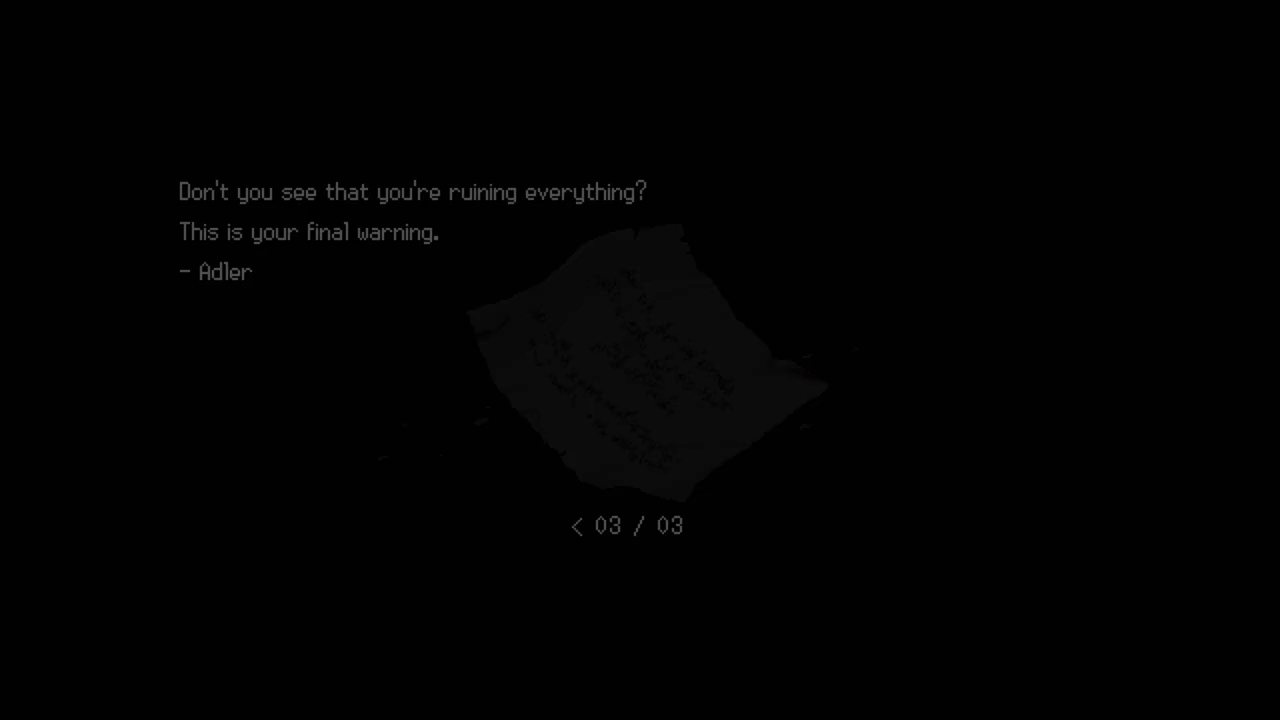 Don't you see that you're ruining everything?
This is your final warning.
- Adler
< 03 / 03